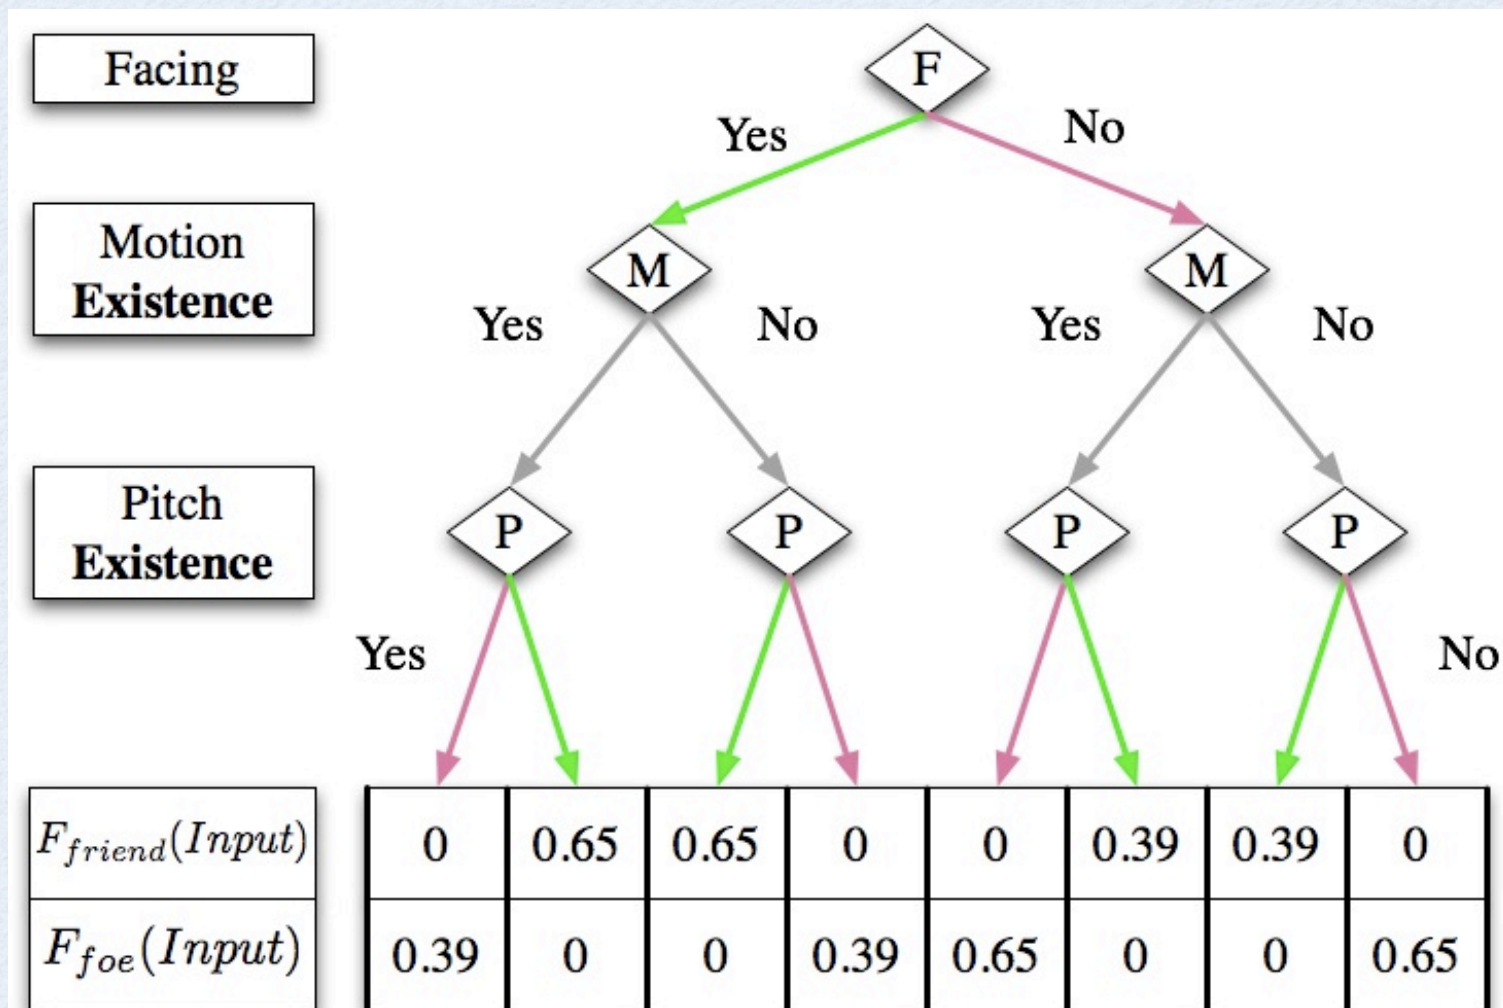 Facing
F
Yes
No
Motion
Existence
M
M
Yes
No
Yes
No
Pitch
Existence
P
P
P
P
Yes
No
F_friend(Input)
0
0.65
0.65
0
0
0.39
0.39
0
F_foe(Input)
0.39
0
0
0.39
0.65
0
0
0.65